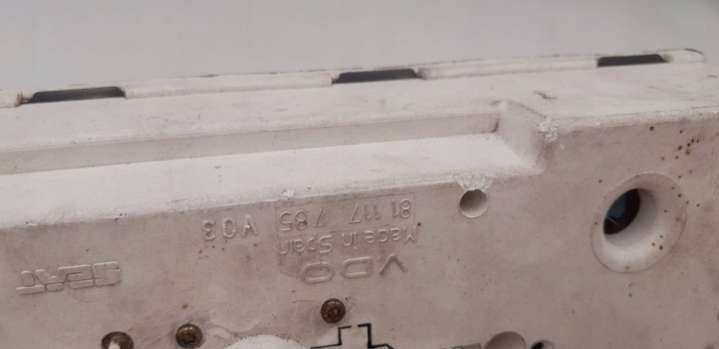 VDO
Made in Spain
81 117 785 V03
SEAT